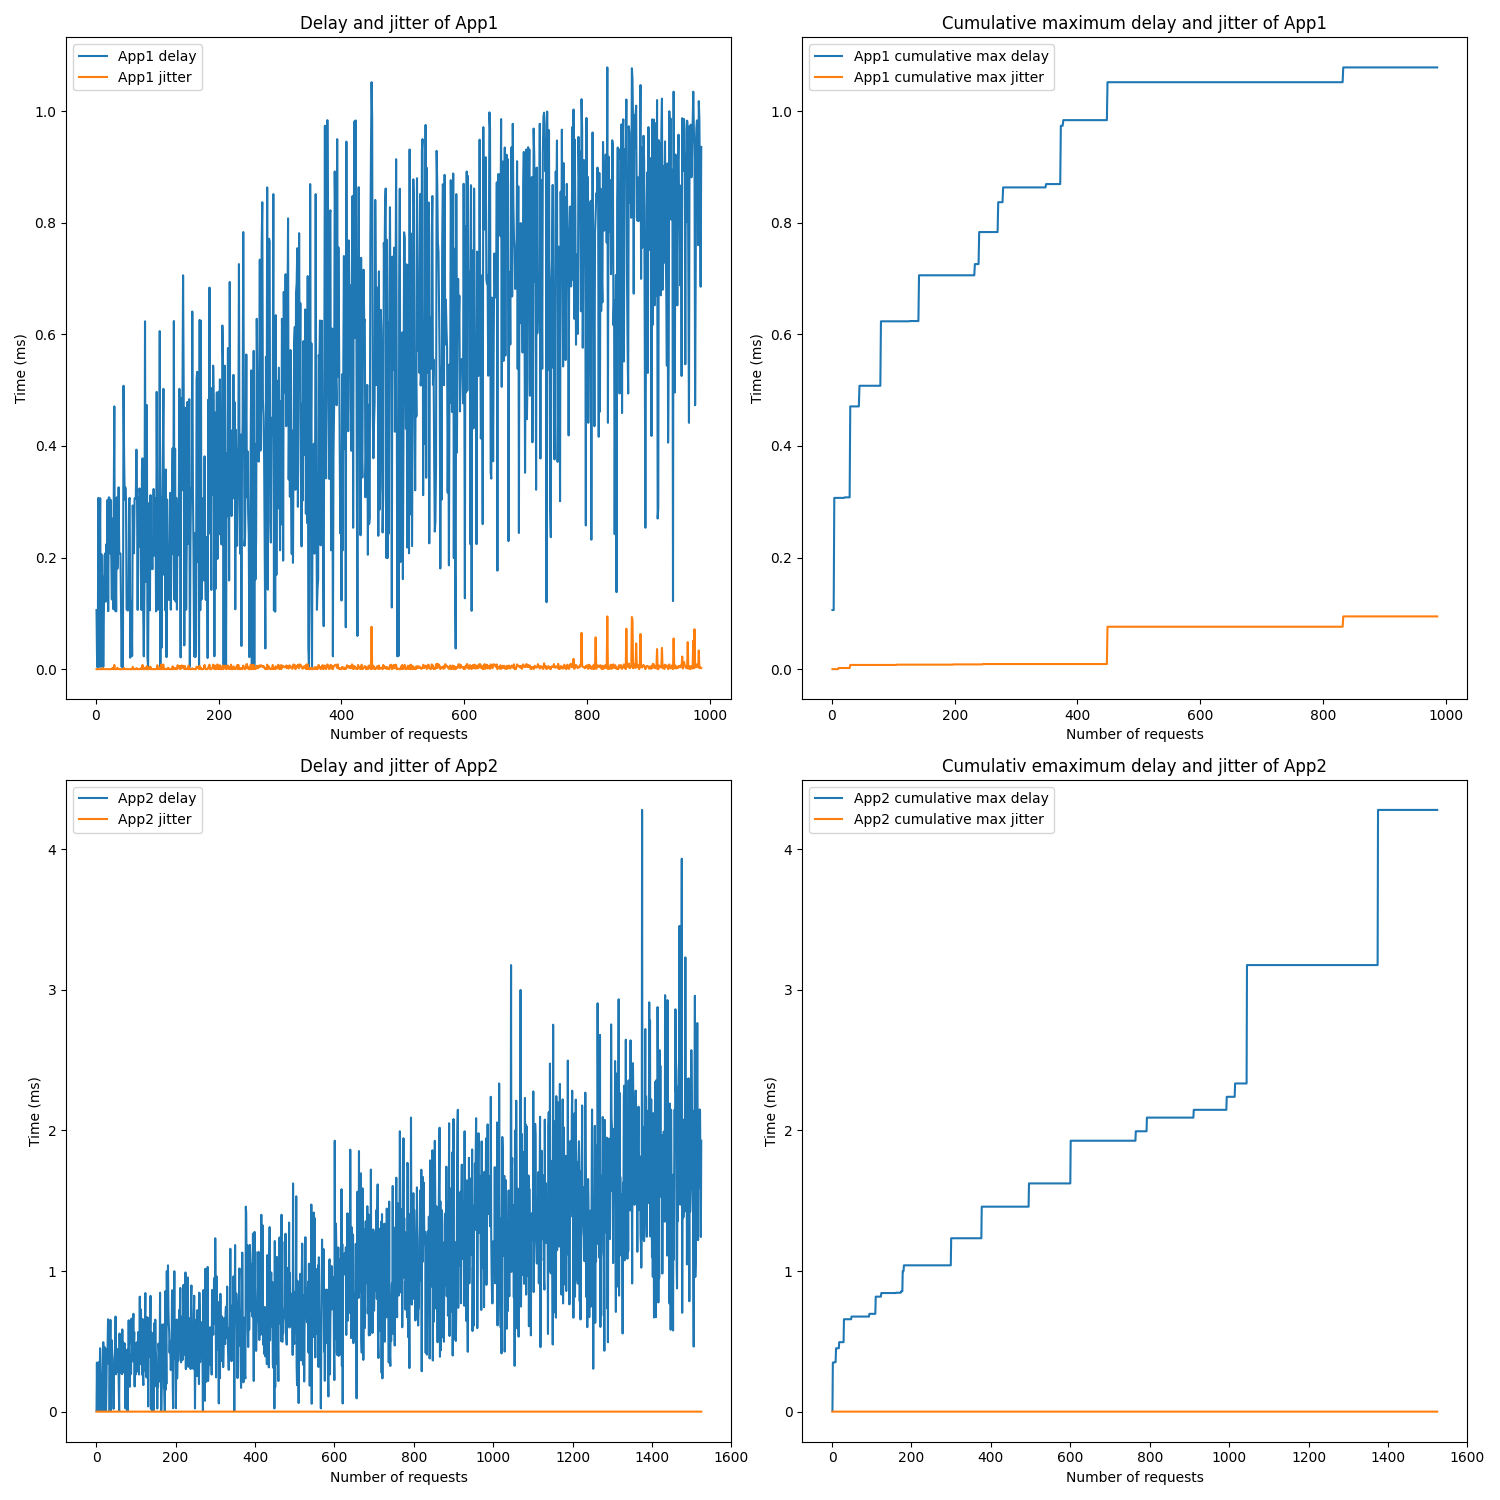 Delay and jitter of App1
App1 delay
App1 jitter
1.0
0.8
0.6
0.4
0.2
0.0
Time (ms)
0 200 400 600 800 1000
Number of requests
Cumulative maximum delay and jitter of App1
App1 cumulative max delay
App1 cumulative max jitter
1.0
0.8
0.6
0.4
0.2
0.0
Time (ms)
0 200 400 600 800 1000
Number of requests
Delay and jitter of App2
App2 delay
App2 jitter
4
3
2
1
0
Time (ms)
0 200 400 600 800 1000 1200 1400 1600
Number of requests
Cumulativ emaximum delay and jitter of App2
App2 cumulative max delay
App2 cumulative max jitter
4
3
2
1
0
Time (ms)
0 200 400 600 800 1000 1200 1400 1600
Number of requests